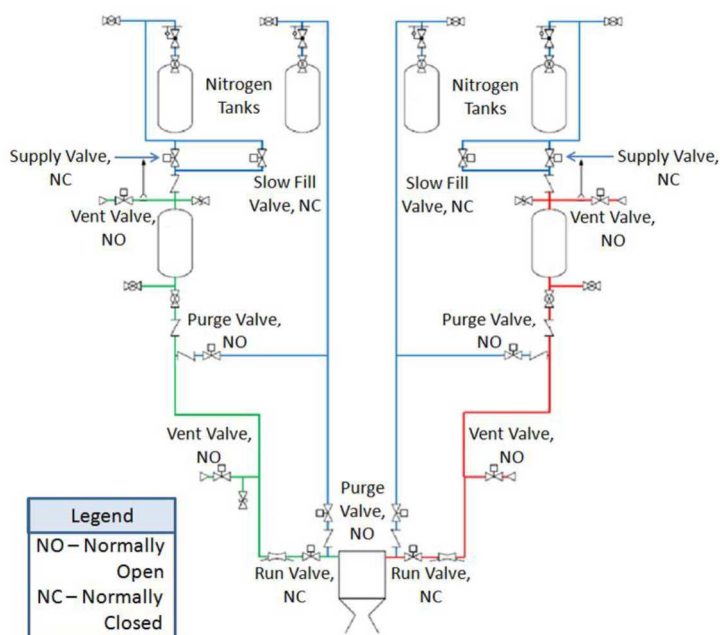 Nitrogen
Tanks
Nitrogen
Tanks
Supply Valve,
NC
Slow Fill
Valve, NC
Slow Fill
Valve, NC
Supply Valve,
NC
Vent Valve,
NO
Vent Valve,
NO
Purge Valve,
NO
Purge Valve,
NO
Vent Valve,
NO
Vent Valve,
NO
Purge
Valve,
NO
Run Valve,
NC
Run Valve,
NC
Legend
NO – Normally
Open
NC – Normally
Closed